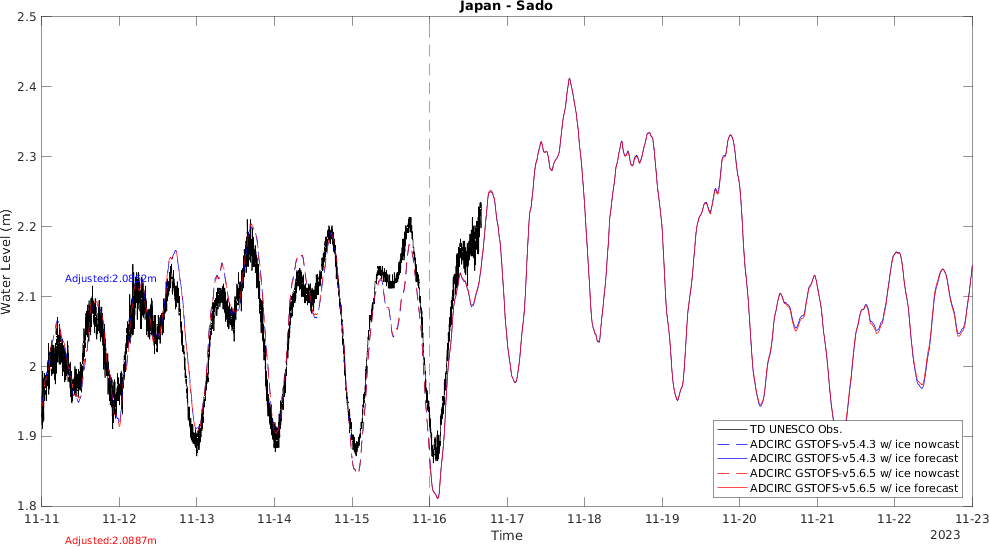 Japan - Sado
Water Level (m)
2.5
2.4
2.3
2.2
2.1
2
1.9
1.8
Adjusted:2.0882m
TD UNESCO Obs.
ADCIRC GSTOFS-v5.4.3 w/ ice nowcast
ADCIRC GSTOFS-v5.4.3 w/ ice forecast
ADCIRC GSTOFS-v5.6.5 w/ ice nowcast
ADCIRC GSTOFS-v5.6.5 w/ ice forecast
11-11 11-12 11-13 11-14 11-15 11-16 11-17 11-18 11-19 11-20 11-21 11-22 11-23
Time
2023
Adjusted:2.0887m